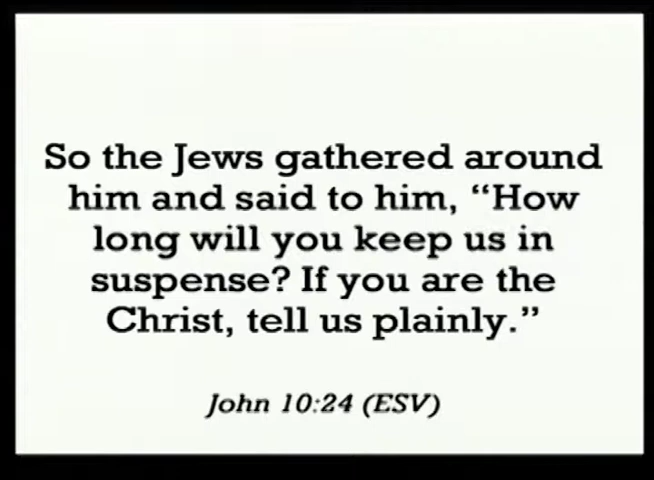 So the Jews gathered around
him and said to him, “How
long will you keep us in
suspense? If you are the
Christ, tell us plainly.”
John 10:24 (ESV)